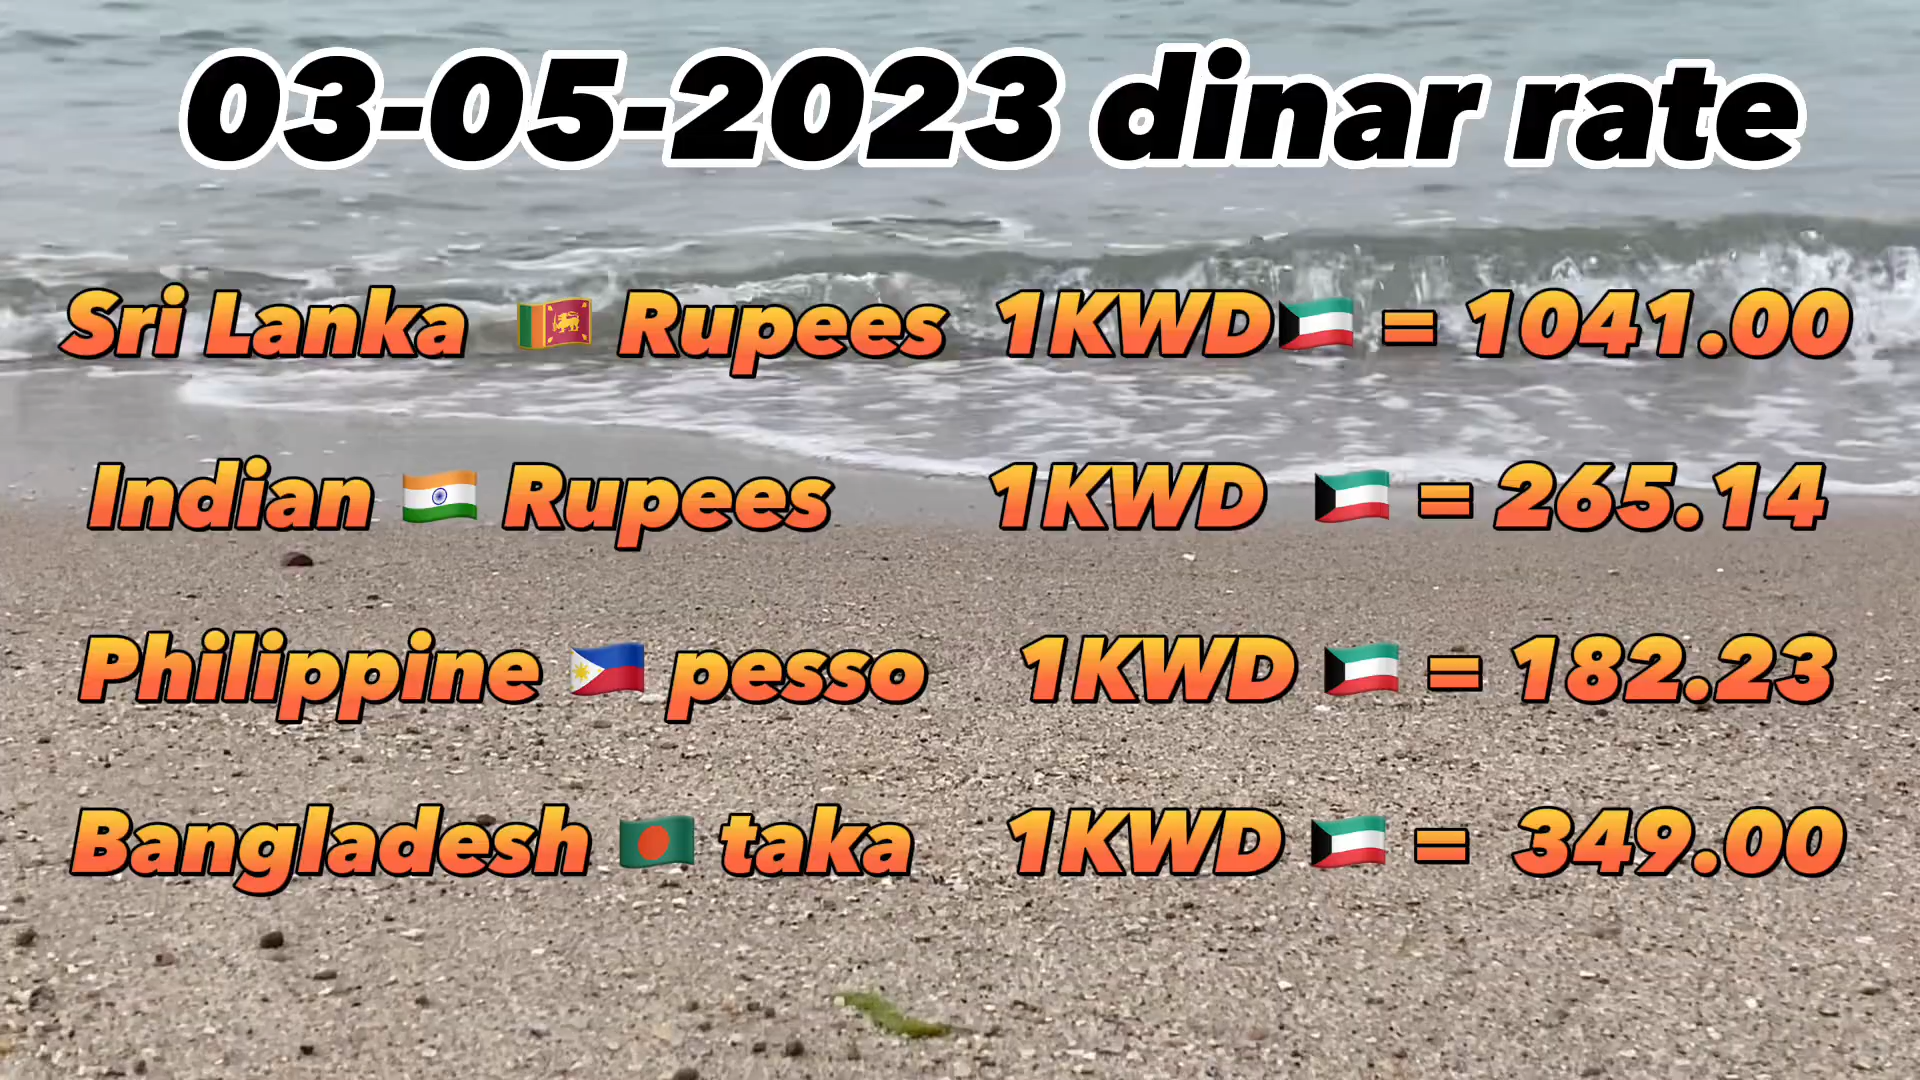 03-05-2023 dinar rate
Sri Lanka 🇱🇰 Rupees 1KWD🇰🇼 = 1041.00
Indian 🇮🇳 Rupees 1KWD 🇰🇼 = 265.14
Philippine 🇵🇭 pesso 1KWD 🇰🇼 = 182.23
Bangladesh 🇧🇩 taka 1KWD 🇰🇼 = 349.00